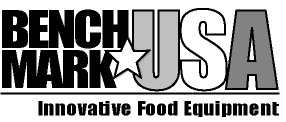 BENCH
MARK USA
Innovative Food Equipment